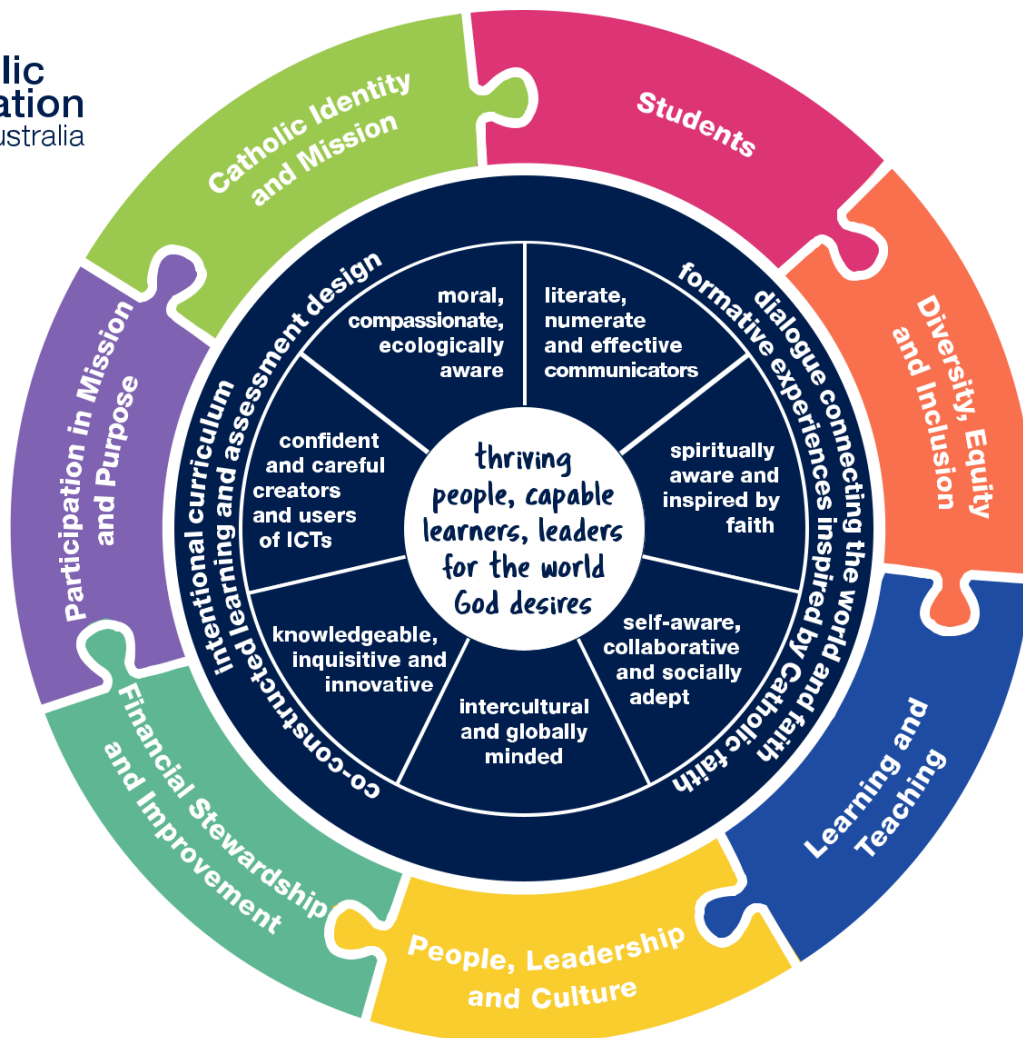 lic
ation
ustralia
Catholic Identity
and Mission
Students
Diversity, Equity
and Inclusion
Learning and
Teaching
People, Leadership
and Culture
Financial Stewardship
and Improvement
Participation in Mission
and Purpose
intentional curriculum
co-constructed learning and assessment design
dialogue connecting the world and faith
formative experiences inspired by Catholic faith
moral,
compassionate,
ecologically
aware
literate,
numerate
and effective
communicators
spiritually
aware and
inspired by
faith
self-aware,
collaborative
and socially
adept
intercultural
and globally
minded
knowledgeable,
inquisitive and
innovative
confident
and careful
creators
and users
of ICTs
thriving
people, capable
learners, leaders
for the world
God desires